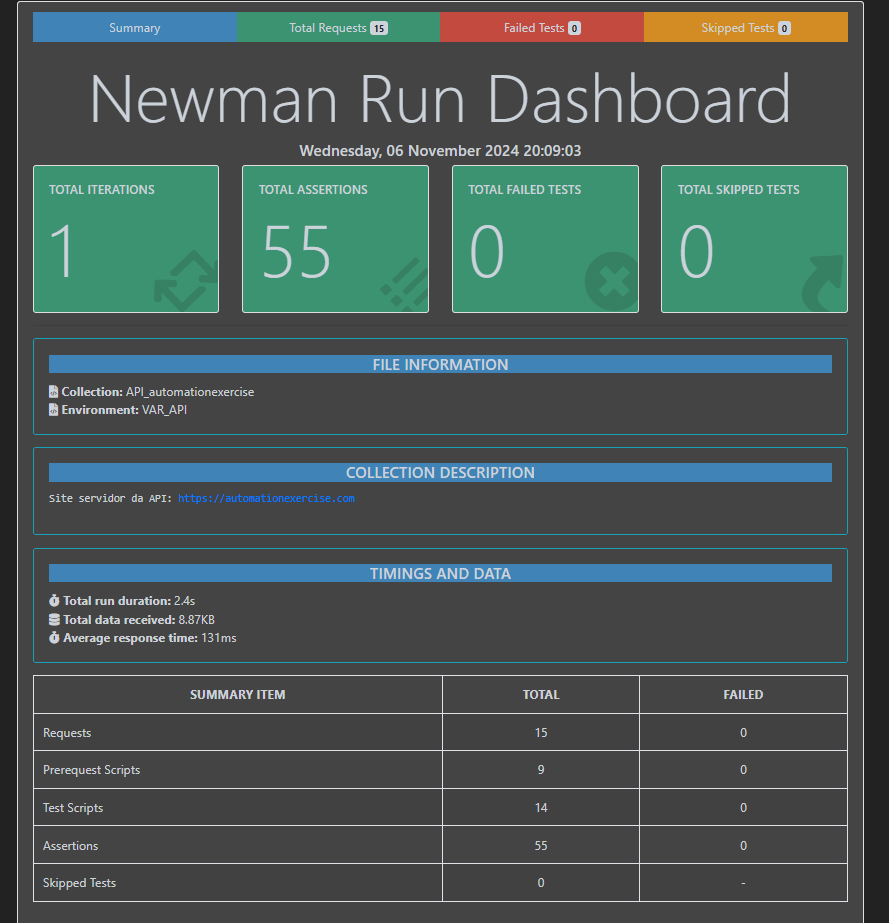 Summary Total Requests 15 Failed Tests 0 Skipped Tests 0
Newman Run Dashboard
Wednesday, 06 November 2024 20:09:03
TOTAL ITERATIONS TOTAL ASSERTIONS TOTAL FAILED TESTS TOTAL SKIPPED TESTS
1 55 0 0
FILE INFORMATION
Collection: API_automationexercise
Environment: VAR_API
COLLECTION DESCRIPTION
Site servidor da API: https://automationexercise.com
TIMINGS AND DATA
Total run duration: 2.4s
Total data received: 8.87KB
Average response time: 131ms
SUMMARY ITEM TOTAL FAILED
Requests 15 0
Prerequest Scripts 9 0
Test Scripts 14 0
Assertions 55 0
Skipped Tests 0 -